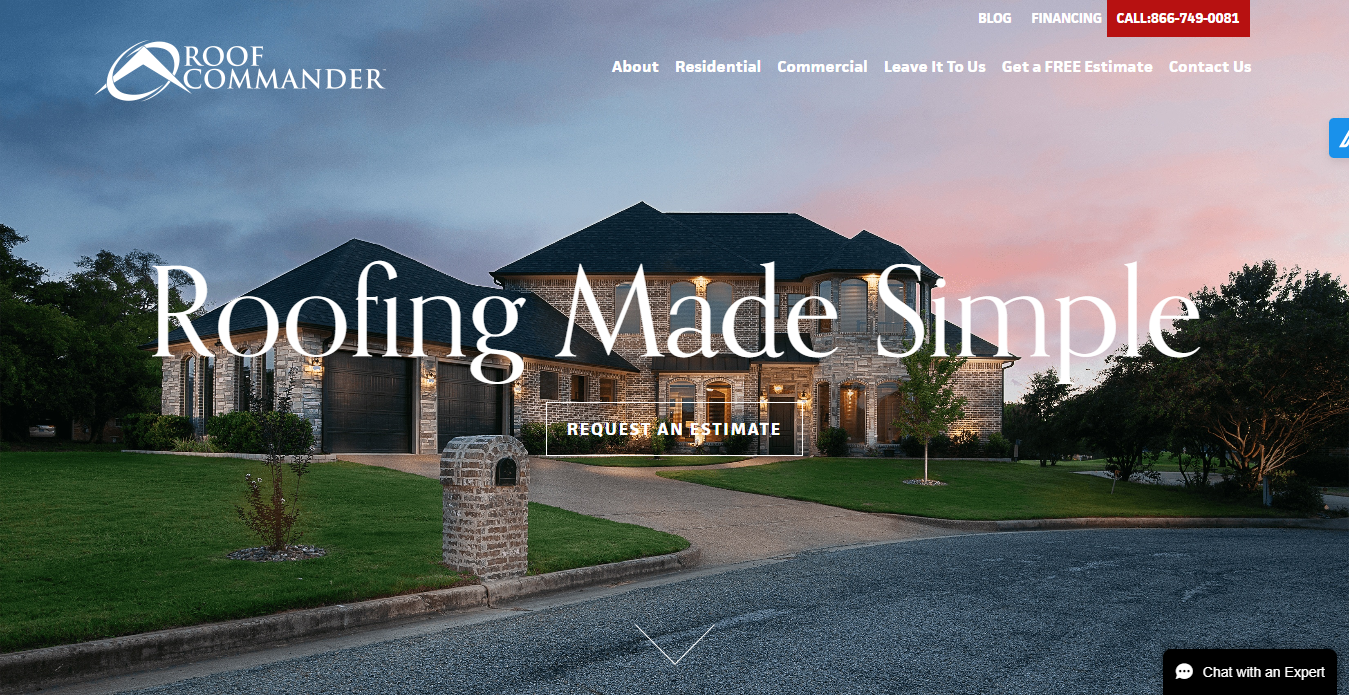 BLOG FINANCING CALL:866-749-0081
ROOF
COMMANDER
About Residential Commercial Leave It To Us Get a FREE Estimate Contact Us
Roofing Made Simple
REQUEST AN ESTIMATE
Chat with an Expert